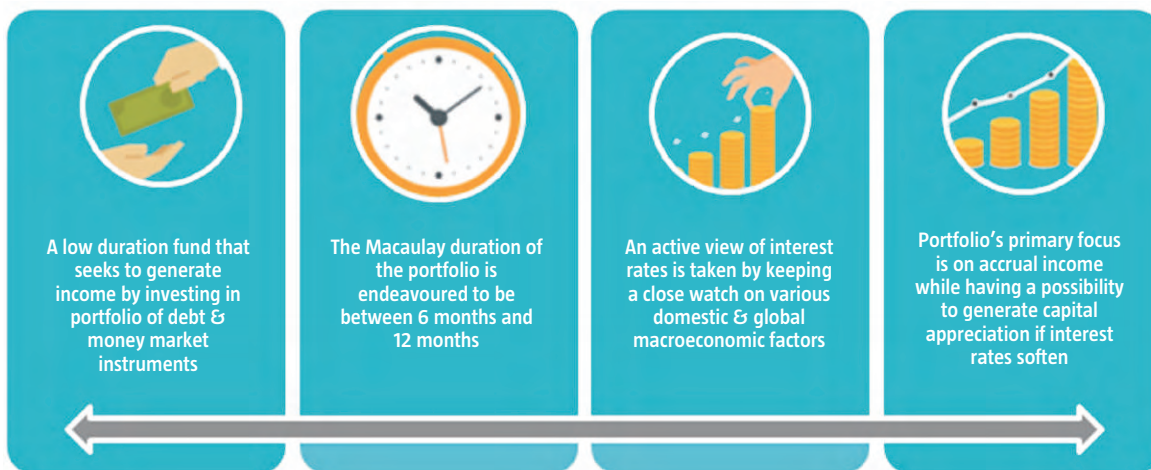 A low duration fund that
seeks to generate
income by investing in
portfolio of debt &
money market
instruments
The Macaulay duration of
the portfolio is
endeavoured to be
between 6 months and
12 months
An active view of interest
rates is taken by keeping
a close watch on various
domestic & global
macroeconomic factors
Portfolio's primary focus
is on accrual income
while having a possibility
to generate capital
appreciation if interest
rates soften